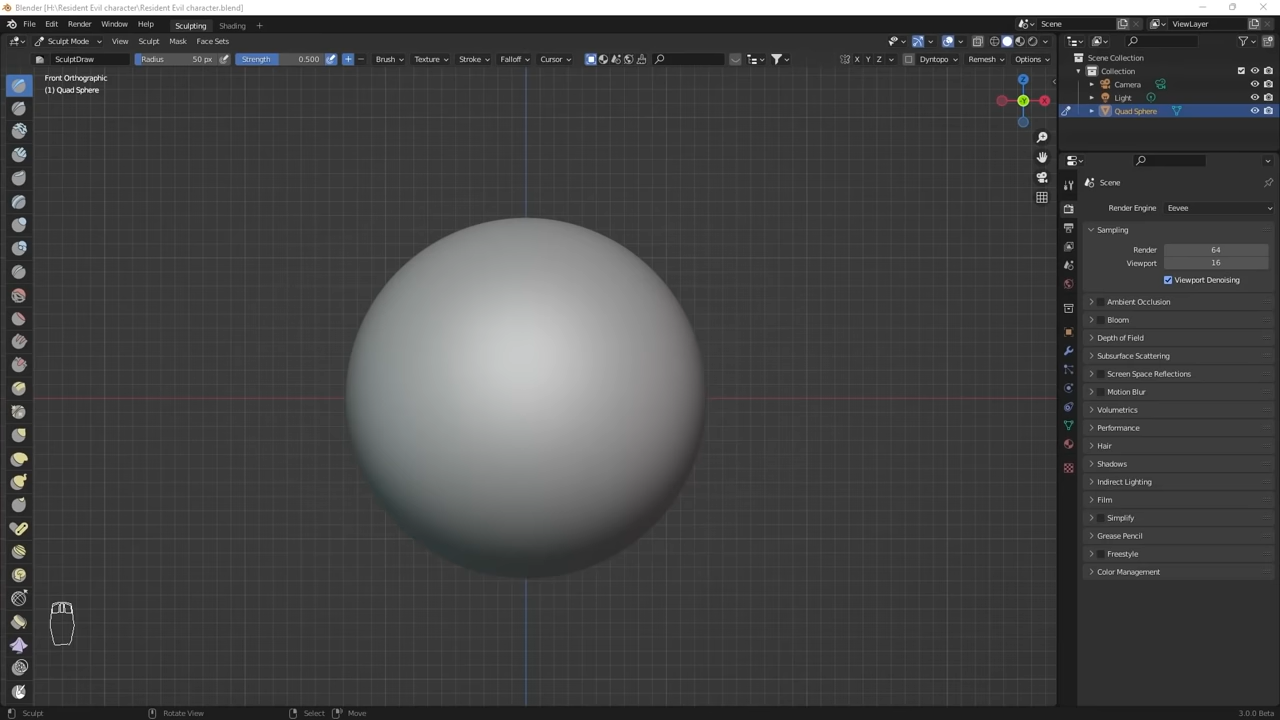 Blender [H:\Resident Evil character\Resident Evil character.blend]
File Edit Render Window Help Sculpting Shading + Scene ViewLayer
Sculpt Mode View Sculpt Mask Face Sets
SculptDraw Radius 50 px Strength 0.500 Brush Texture Stroke Falloff Cursor X Y Z Dyntopo Remesh Options
Front Orthographic
(1) Quad Sphere
Z
Y
X
Scene Collection
Collection
Camera
Light
Quad Sphere
Scene
Render Engine Eevee
Sampling
Render 64
Viewport 16
Viewport Denoising
Ambient Occlusion
Bloom
Depth of Field
Subsurface Scattering
Screen Space Reflections
Motion Blur
Volumetrics
Performance
Hair
Shadows
Indirect Lighting
Film
Simplify
Grease Pencil
Freestyle
Color Management
Sculpt Rotate View Select Move 3.0.0 Beta